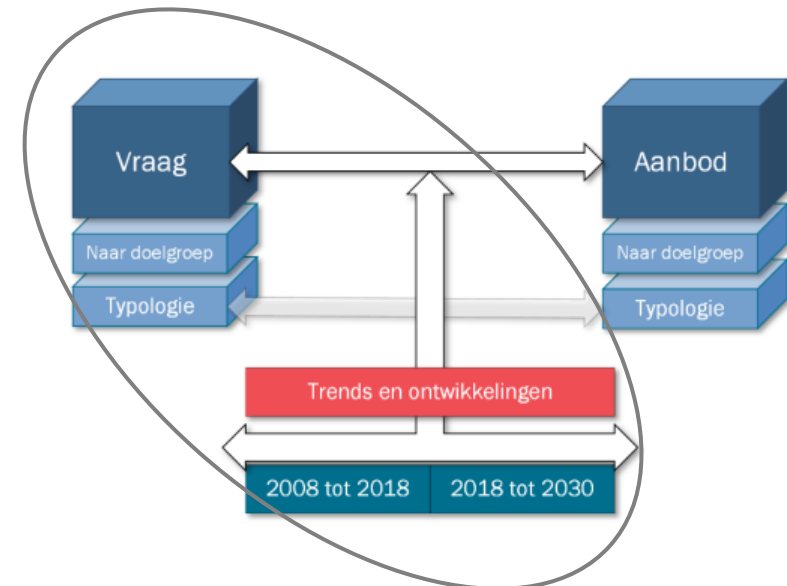 Vraag
Aanbod
Naar doelgroep
Naar doelgroep
Typologie
Typologie
Trends en ontwikkelingen
2008 tot 2018
2018 tot 2030